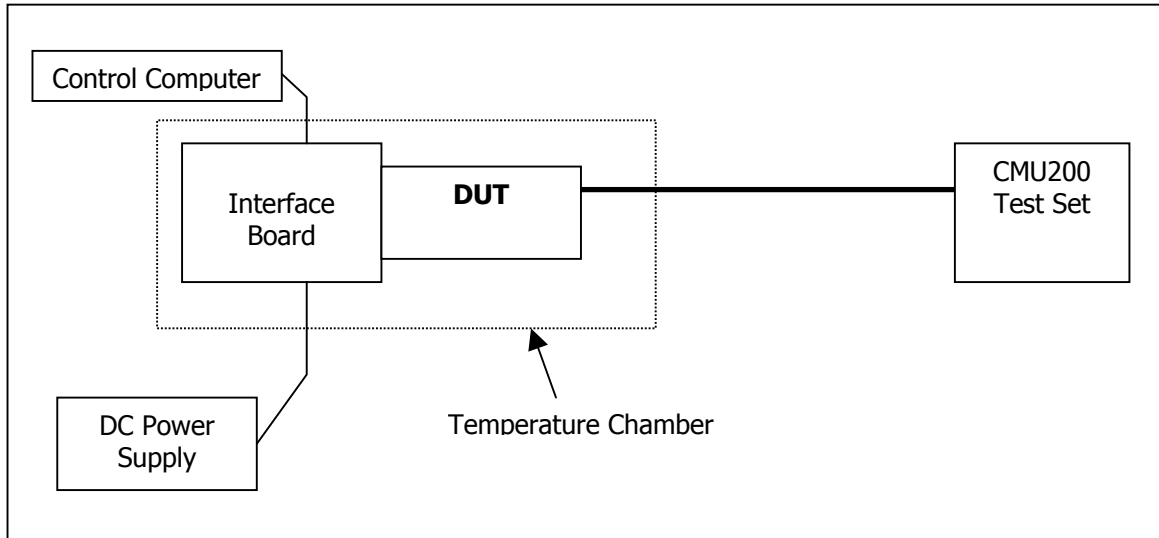 Control Computer
Interface
Board
DUT
CMU200
Test Set
DC Power
Supply
Temperature Chamber